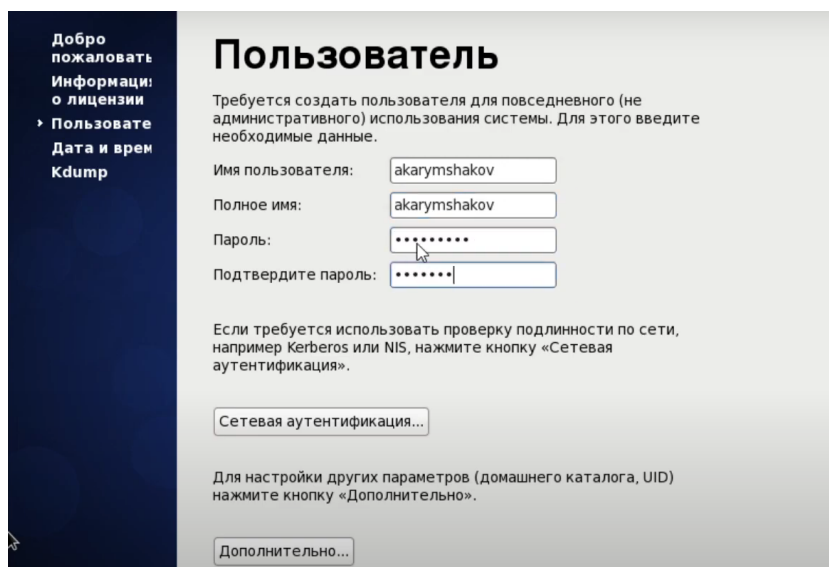 Добро
пожаловать
Информаци:
о лицензии
Пользовате
Дата и врем
Kdump
Пользователь
Требуется создать пользователя для повседневного (не
административного) использования системы. Для этого введите
необходимые данные.
Имя пользователя: akarymshakov
Полное имя: akarymshakov
Пароль: •••••••••
Подтвердите пароль: •••••••
Если требуется использовать проверку подлинности по сети,
например Kerberos или NIS, нажмите кнопку «Сетевая
аутентификация».
Сетевая аутентификация...
Для настройки других параметров (домашнего каталога, UID)
нажмите кнопку «Дополнительно».
Дополнительно...